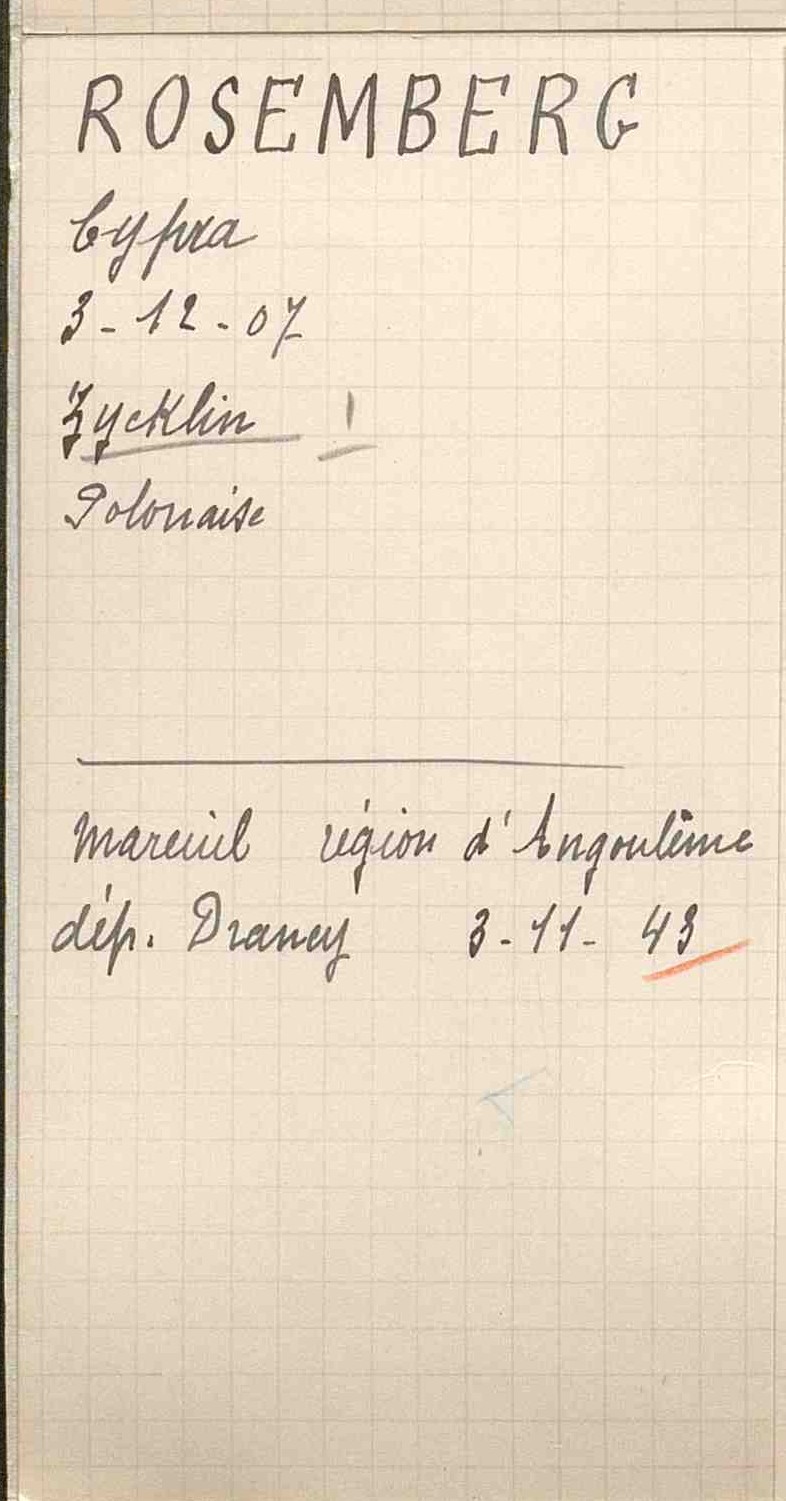 ROSEMBERG
Cypra
3-12-07
Zycklin
Polonaise
Mareuil région d'Angoulême
dép. Drancy 3-11-43